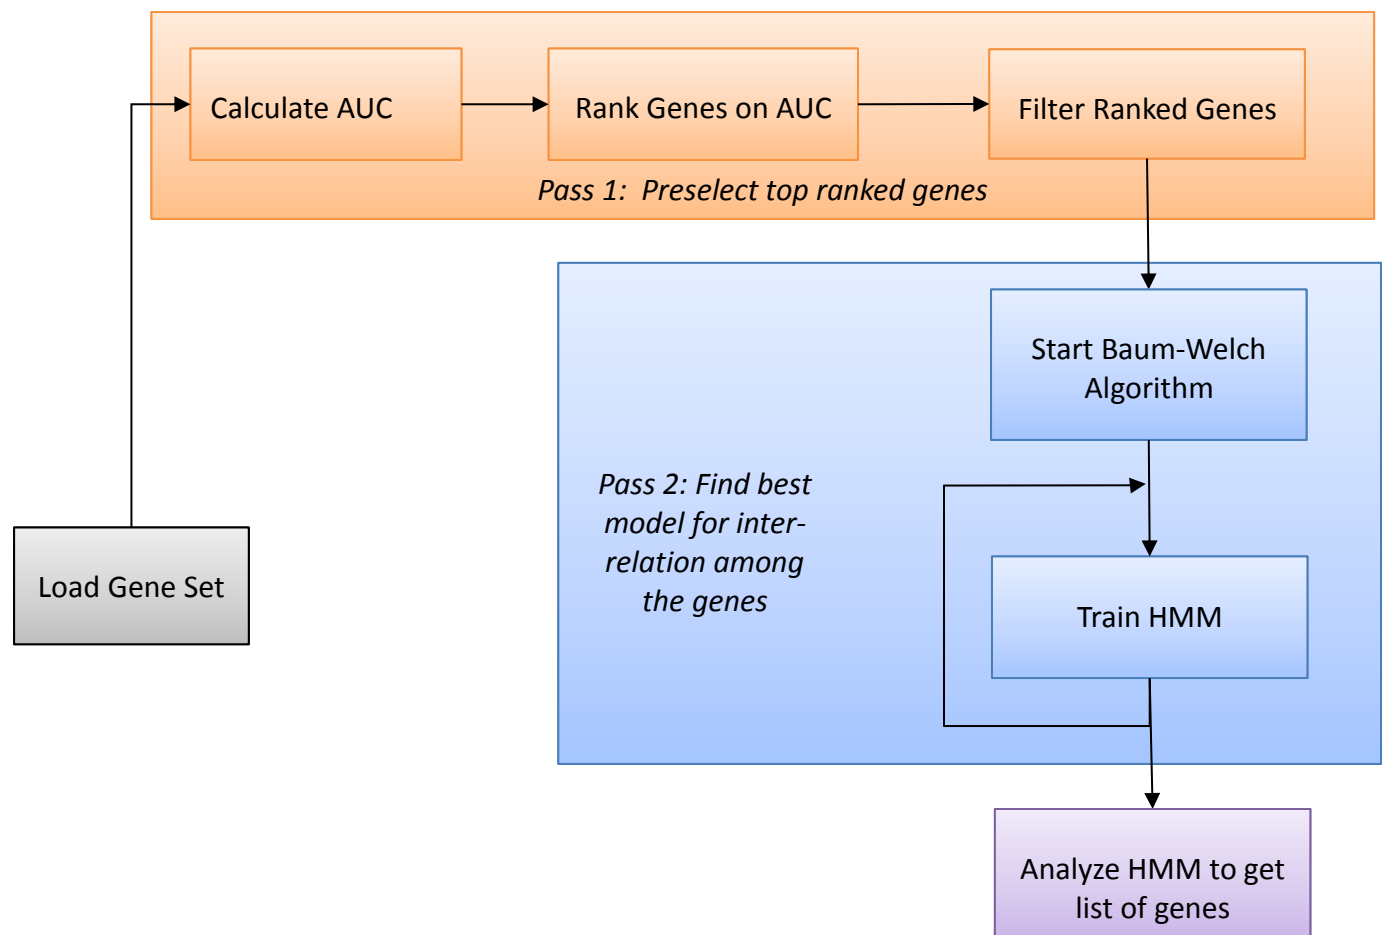 Calculate AUC
Rank Genes on AUC
Filter Ranked Genes
Pass 1:  Preselect top ranked genes
Start Baum-Welch
Algorithm
Pass 2: Find best
model for inter-
relation among
the genes
Load Gene Set
Train HMM
Analyze HMM to get
list of genes